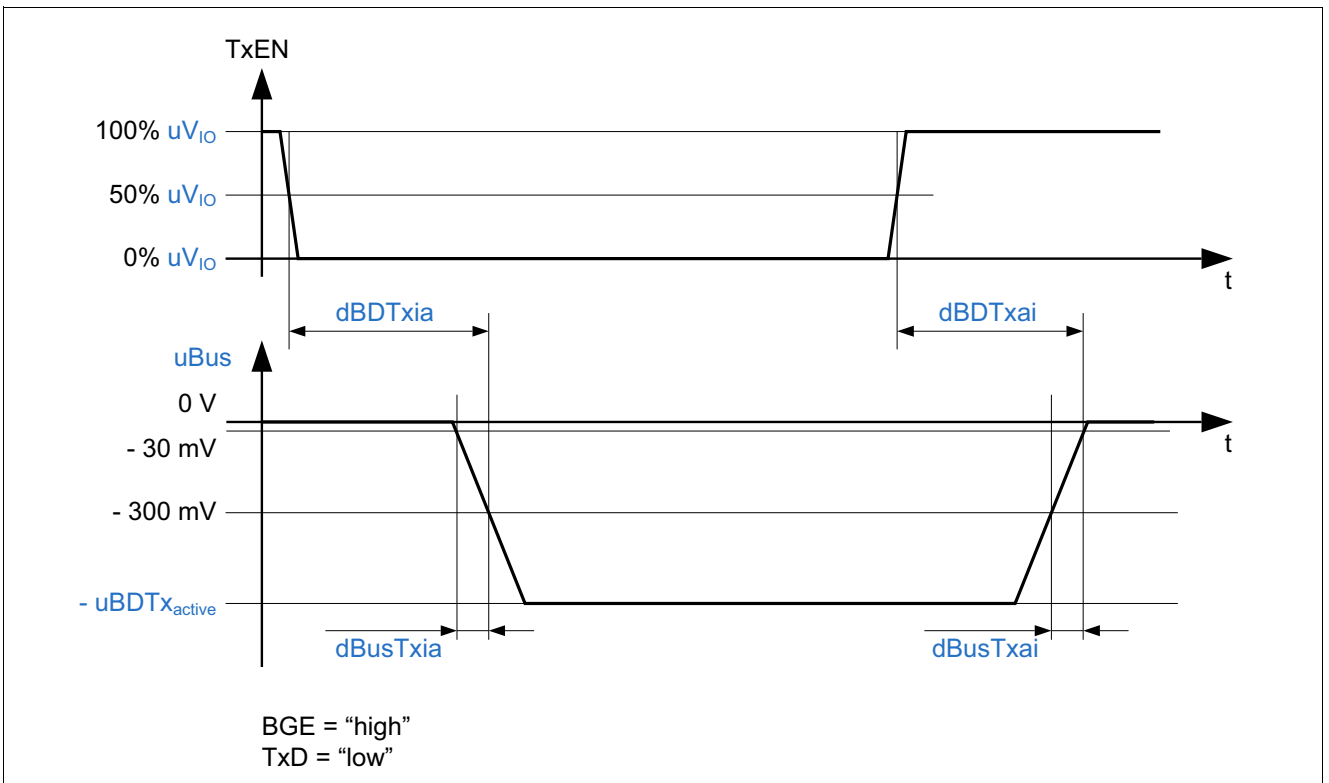 TxEN
100% uVIO
50% uVIO
0% uVIO
t
dBDTxia
dBDTxai
uBus
0 V
t
- 30 mV
- 300 mV
- uBDTxactive
dBusTxia
dBusTxai
BGE = “high”
TxD = “low”